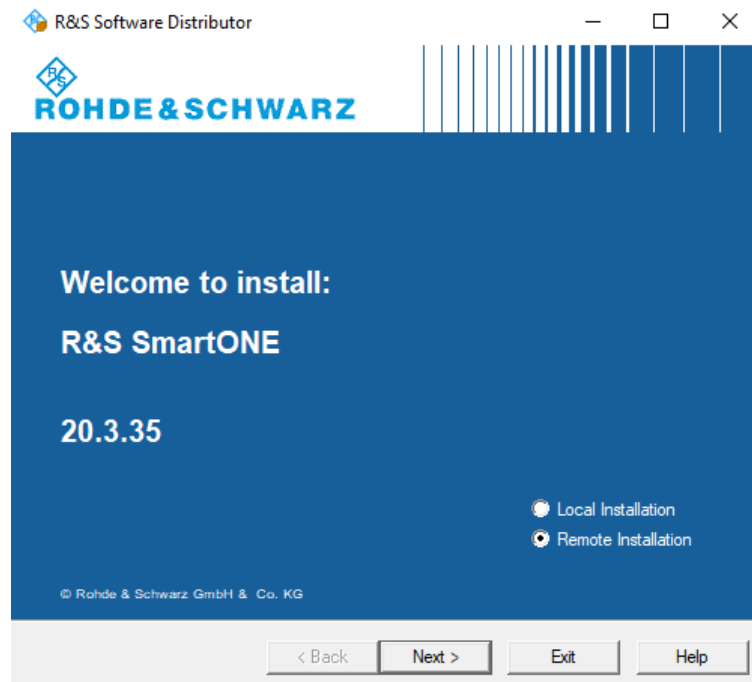 R&S Software Distributor
R&S
ROHDE&SCHWARZ
Welcome to install:
R&S SmartONE
20.3.35
Local Installation
Remote Installation
© Rohde & Schwarz GmbH & Co. KG
< Back
Next >
Exit
Help